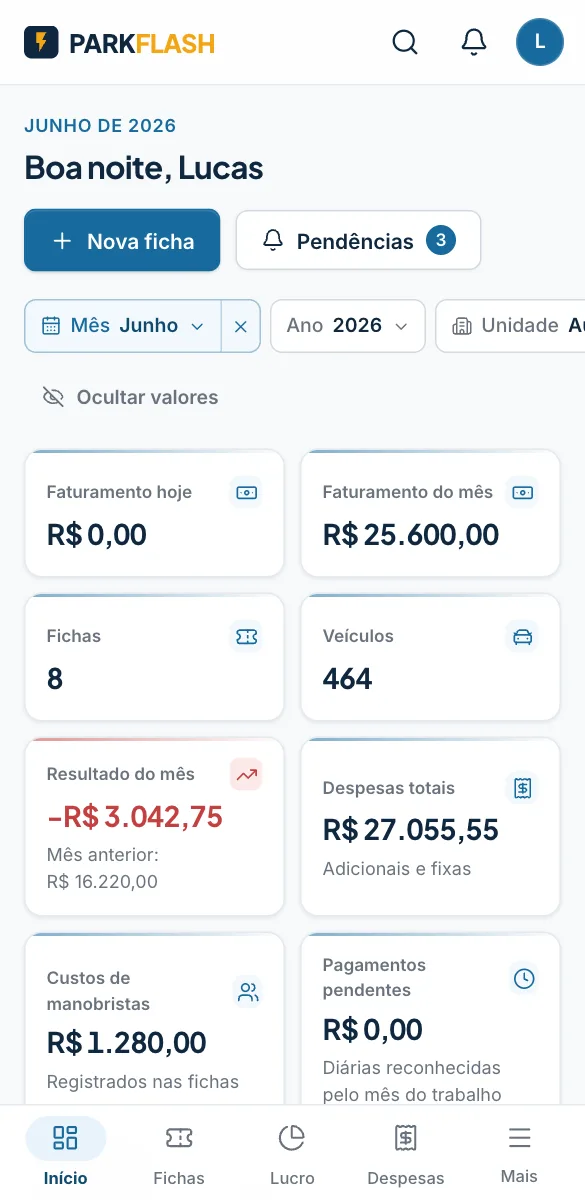 PARKFLASH
L
JUNHO DE 2026
Boa noite, Lucas
Nova ficha
Pendências 3
Mês Junho
Ano 2026
Unidade
Ocultar valores
Faturamento hoje
R$ 0,00
Faturamento do mês
R$ 25.600,00
Fichas
8
Veículos
464
Resultado do mês
−R$ 3.042,75
Mês anterior:
R$ 16.220,00
Despesas totais
R$ 27.055,55
Adicionais e fixas
Custos de
manobristas
R$ 1.280,00
Registrados nas fichas
Pagamentos
pendentes
R$ 0,00
Diárias reconhecidas
pelo mês do trabalho
Início
Fichas
Lucro
Despesas
Mais